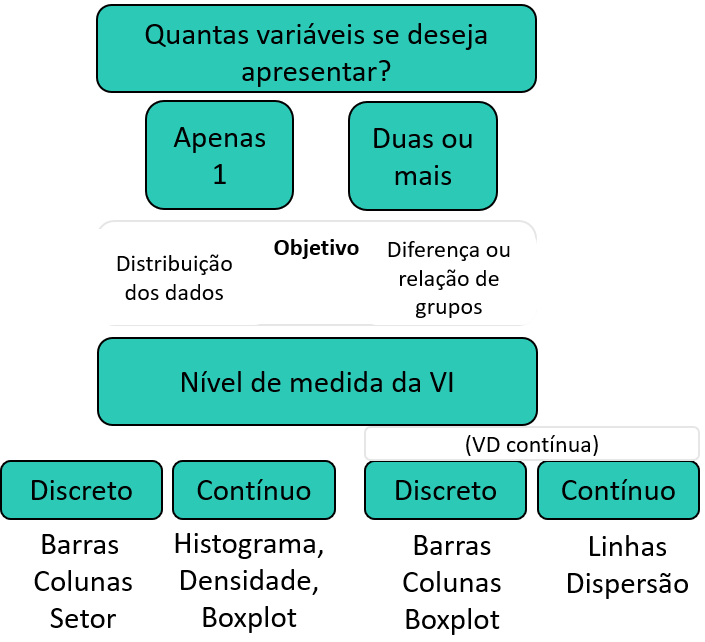 Quantas variáveis se deseja
apresentar?
Apenas
1
Duas ou
mais
Objetivo
Distribuição
dos dados
Diferença ou
relação de
grupos
Nível de medida da VI
(VD contínua)
Discreto
Contínuo
Discreto
Contínuo
Barras
Colunas
Setor
Histograma,
Densidade,
Boxplot
Barras
Colunas
Boxplot
Linhas
Dispersão